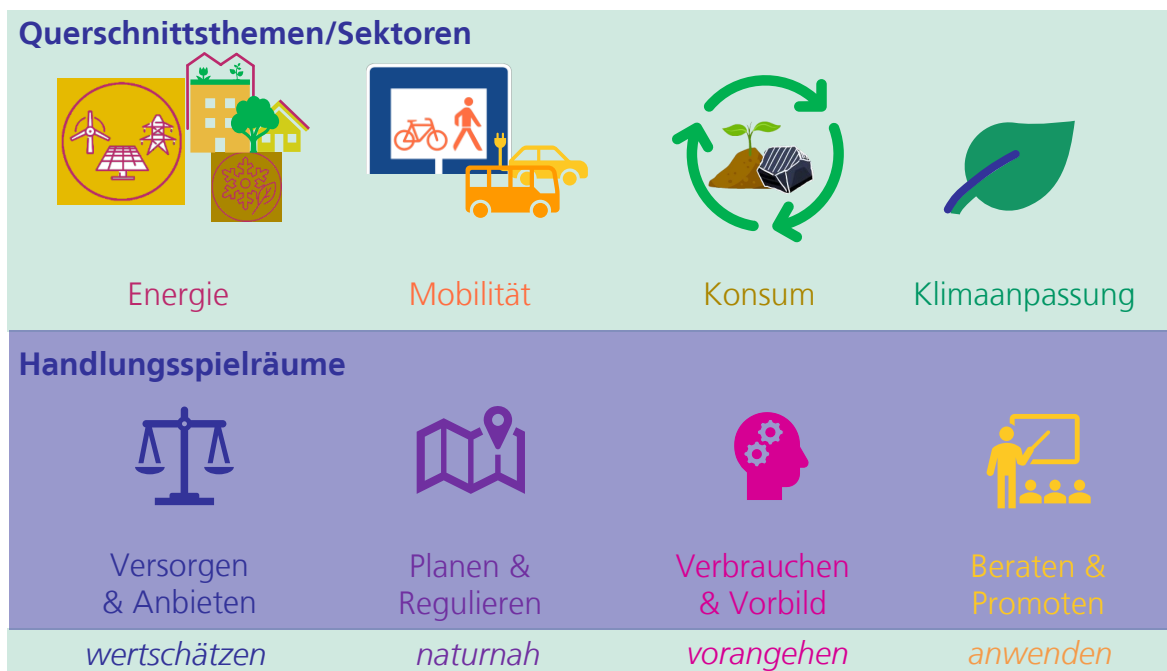 Querschnittsthemen/Sektoren
Energie
Mobilität
Konsum
Klimaanpassung
Handlungsspielräume
Versorgen
& Anbieten
Planen &
Regulieren
Verbrauchen
& Vorbild
Beraten &
Promoten
wertschätzen
naturnah
vorangehen
anwenden